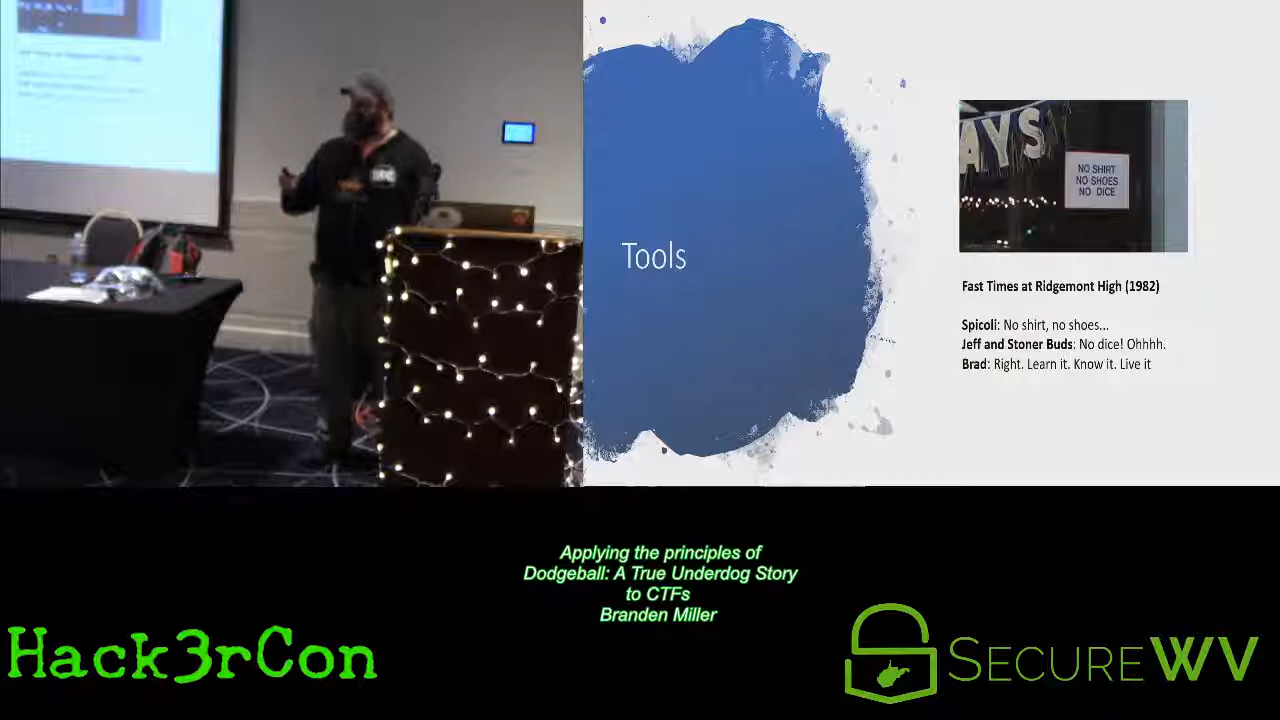 Tools
AYS
NO SHIRT
NO SHOES
NO DICE
Fast Times at Ridgemont High (1982)
Spicoli: No shirt, no shoes...
Jeff and Stoner Buds: No dice! Ohhhh.
Brad: Right. Learn it. Know it. Live it
Applying the principles of
Dodgeball: A True Underdog Story
to CTFs
Branden Miller
Hack3rCon
SECUREWV